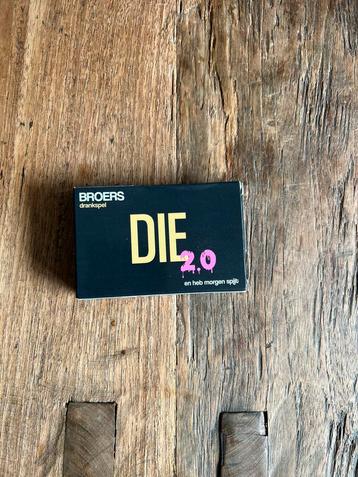 BROERS
drankspel
DIE
2.0
en heb morgen spijt